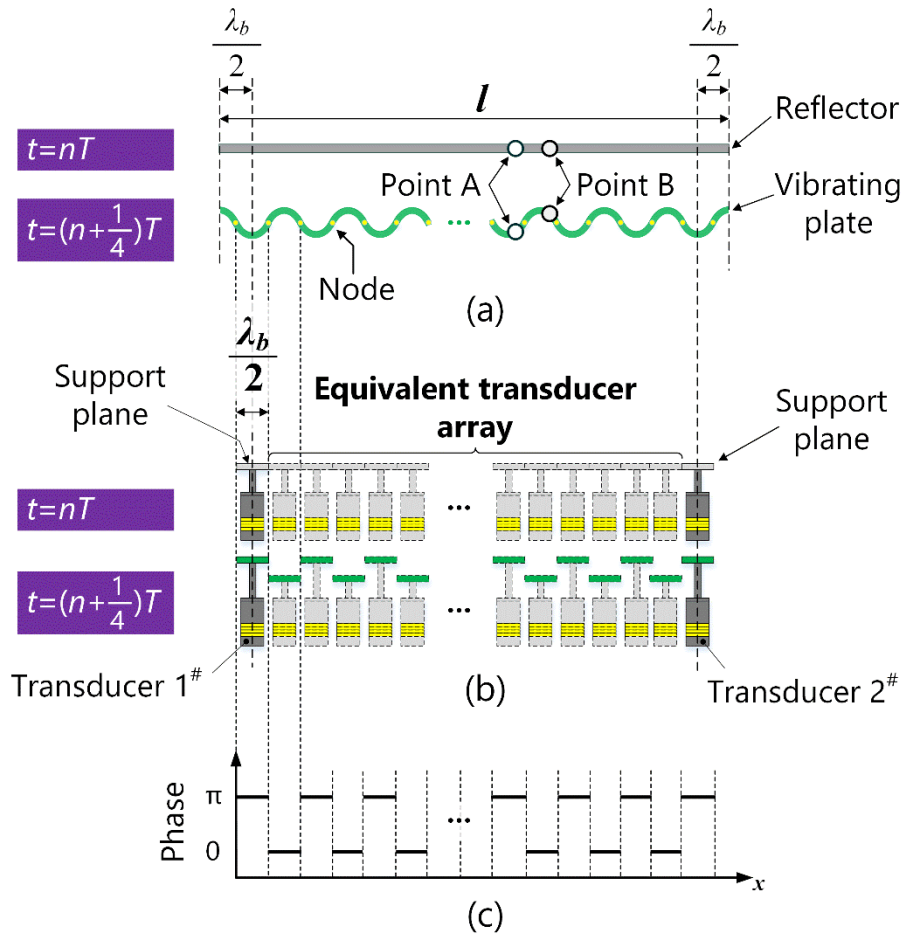 λb/2
λb/2
l
Reflector
t=nT
Point A
Point B
Vibrating
plate
t=(n+1/4)T
Node
(a)
λb/2
Support
plane
Equivalent transducer
array
Support
plane
t=nT
...
t=(n+1/4)T
...
Transducer 1#
(b)
Transducer 2#
Phase
π
...
0
x
(c)